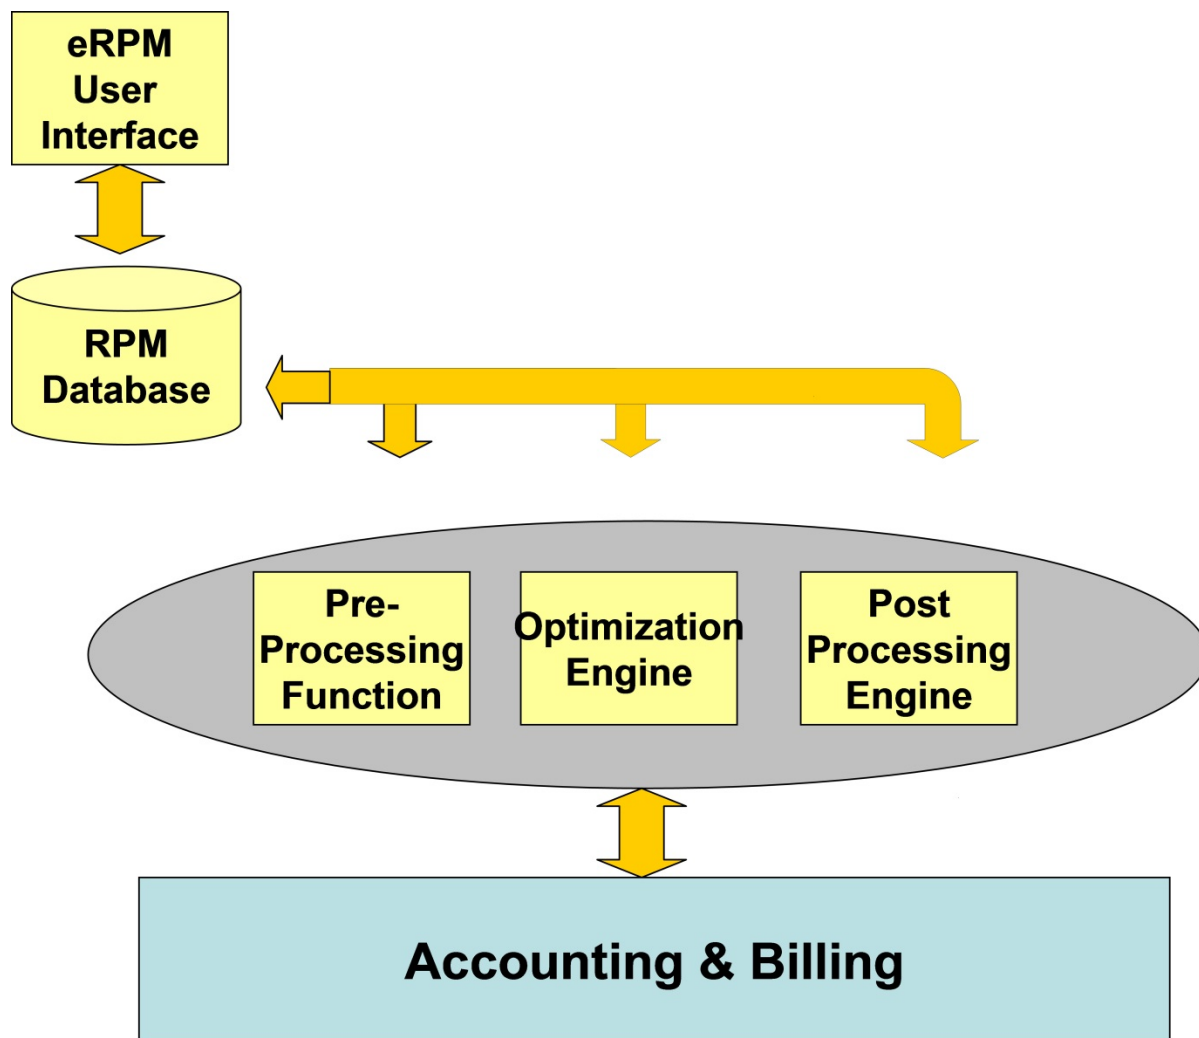 eRPM
User
Interface
RPM
Database
Pre-
Processing
Function
Optimization
Engine
Post
Processing
Engine
Accounting & Billing